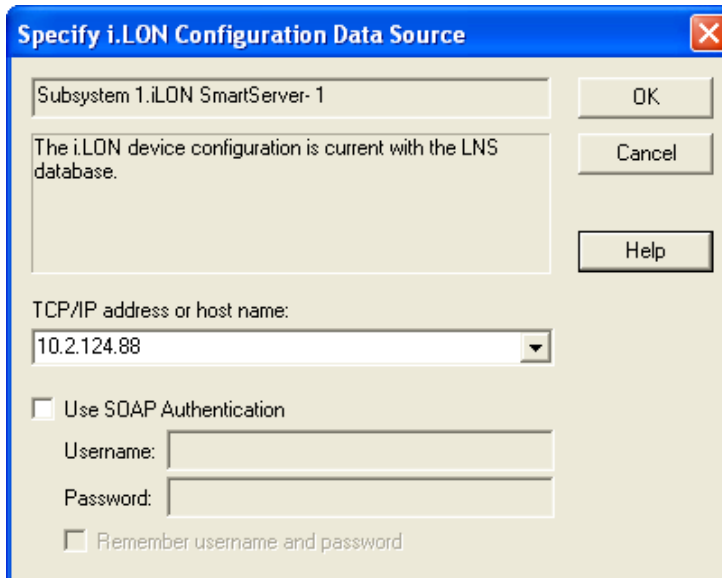 Specify i.LON Configuration Data Source
Subsystem 1.iLON SmartServer- 1
OK
The i.LON device configuration is current with the LNS
database.
Cancel
Help
TCP/IP address or host name:
10.2.124.88
Use SOAP Authentication
Username:
Password:
Remember username and password